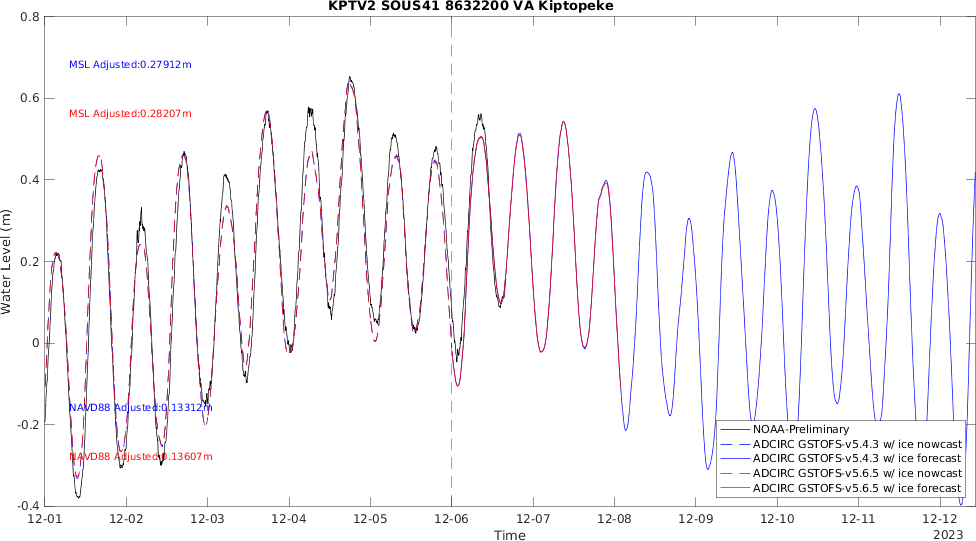 KPTV2 SOUS41 8632200 VA Kiptopeke
0.8
0.6
0.4
0.2
0
-0.2
-0.4
Water Level (m)
MSL Adjusted:0.27912m
MSL Adjusted:0.28207m
NAVD88 Adjusted:0.13312m
NAVD88 Adjusted:0.13607m
NOAA-Preliminary
ADCIRC GSTOFS-v5.4.3 w/ ice nowcast
ADCIRC GSTOFS-v5.4.3 w/ ice forecast
ADCIRC GSTOFS-v5.6.5 w/ ice nowcast
ADCIRC GSTOFS-v5.6.5 w/ ice forecast
12-01 12-02 12-03 12-04 12-05 12-06 12-07 12-08 12-09 12-10 12-11 12-12
Time
2023